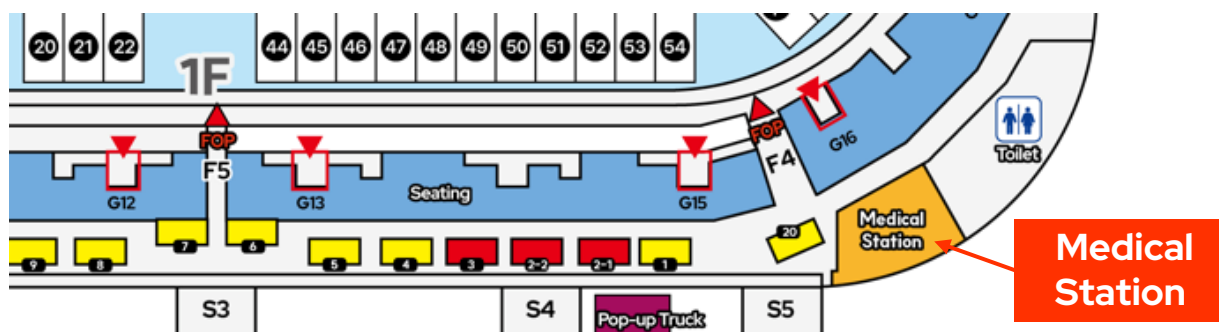 20 21 22
44 45 46 47 48 49 50 51 52 53 54
1F
FOP
FOP
F5
F4
G12
G13
Seating
G15
G16
Toilet
Medical
Station
Medical
Station
9 8 7 6 5 4 3 2-2 2-1 1 20
S3
S4
Pop-up Truck
S5